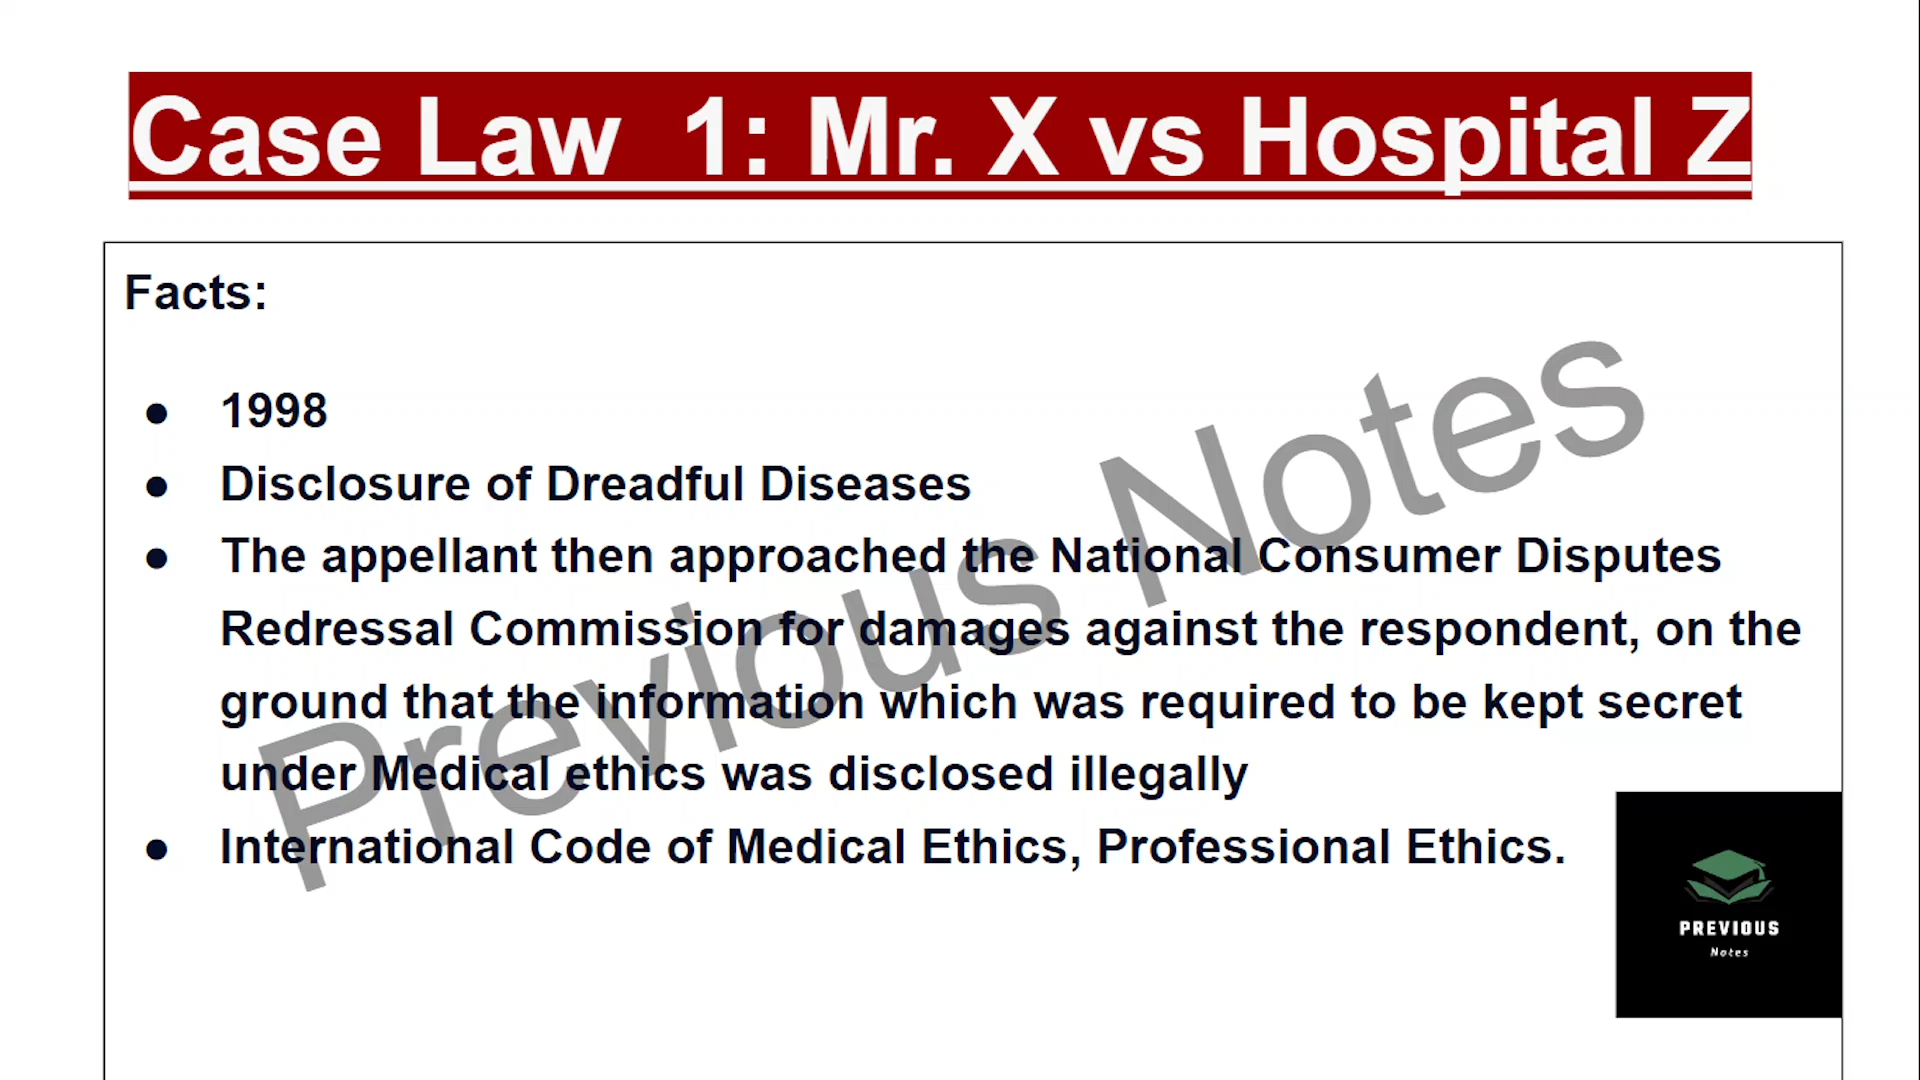 Case Law 1: Mr. X vs Hospital Z
Facts:
● 1998
● Disclosure of Dreadful Diseases
● The appellant then approached the National Consumer Disputes
Redressal Commission for damages against the respondent, on the
ground that the information which was required to be kept secret
under Medical ethics was disclosed illegally
● International Code of Medical Ethics, Professional Ethics.
Previous Notes
PREVIOUS
Notes